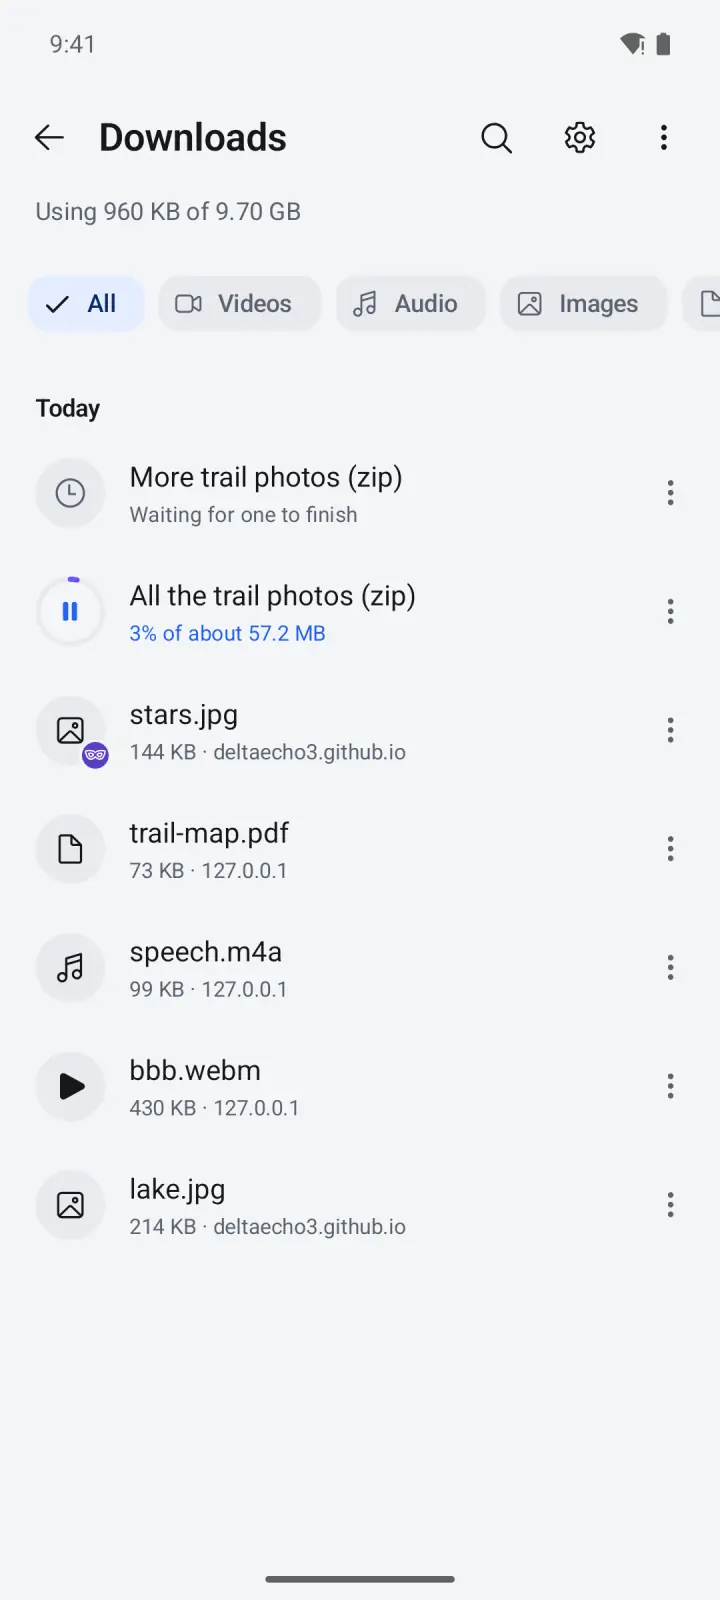 9:41
Downloads
Using 960 KB of 9.70 GB
All
Videos
Audio
Images
Today
More trail photos (zip)
Waiting for one to finish
All the trail photos (zip)
3% of about 57.2 MB
stars.jpg
144 KB · deltaecho3.github.io
trail-map.pdf
73 KB · 127.0.0.1
speech.m4a
99 KB · 127.0.0.1
bbb.webm
430 KB · 127.0.0.1
lake.jpg
214 KB · deltaecho3.github.io